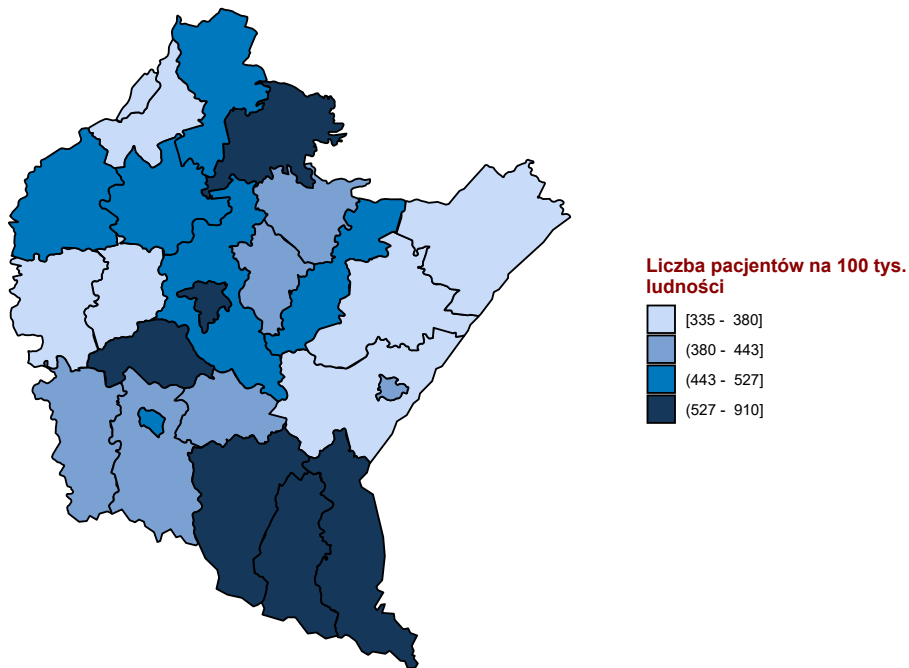 Liczba pacjentów na 100 tys.
ludności
[335 - 380]
(380 - 443]
(443 - 527]
(527 - 910]